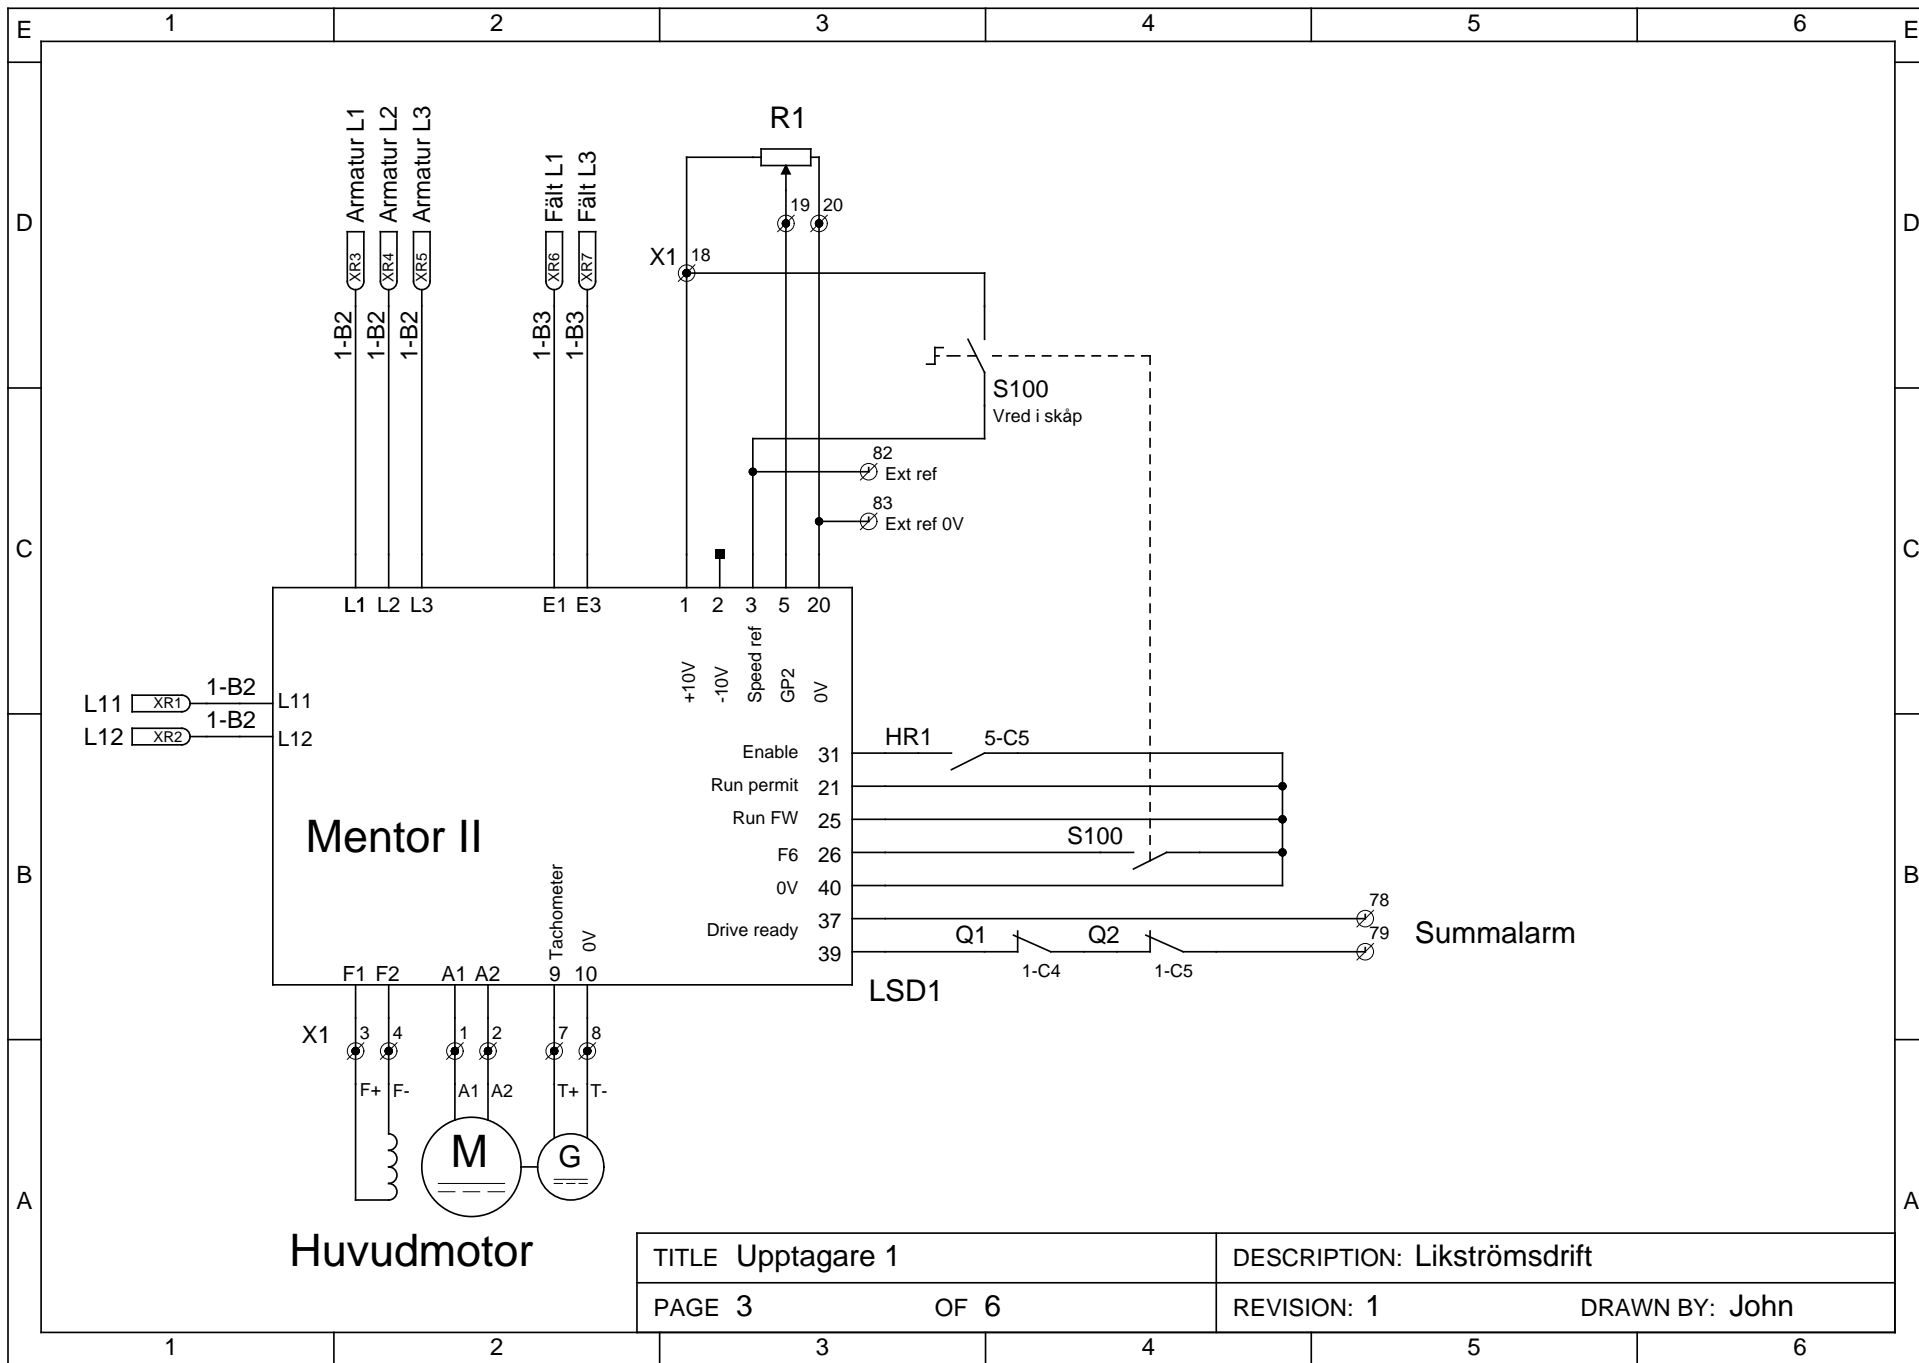 1 2 3 4 5 6
E E
D D
C C
B B
A A
Armatur L1
Armatur L2
Armatur L3
Fält L1
Fält L3
XR3
XR4
XR5
XR6
XR7
1-B2
1-B2
1-B2
1-B3
1-B3
R1
19 20
X1 18
S100
Vred i skåp
82
Ext ref
83
Ext ref 0V
L1 L2 L3 E1 E3 1 2 3 5 20
+10V
-10V
Speed ref
GP2
0V
L11 XR1 1-B2 L11
L12 XR2 1-B2 L12
Mentor II
Enable 31 HR1 5-C5
Run permit 21
Run FW 25
F6 26 S100
0V 40
Drive ready 37 78
39 Q1 Q2 79
1-C4 1-C5
Summalarm
LSD1
Tachometer
0V
F1 F2 A1 A2 9 10
X1 3 4 1 2 7 8
F+ F- A1 A2 T+ T-
M G
Huvudmotor
TITLE Upptagare 1
DESCRIPTION: Likströmsdrift
PAGE 3 OF 6
REVISION: 1 DRAWN BY: John
1 2 3 4 5 6